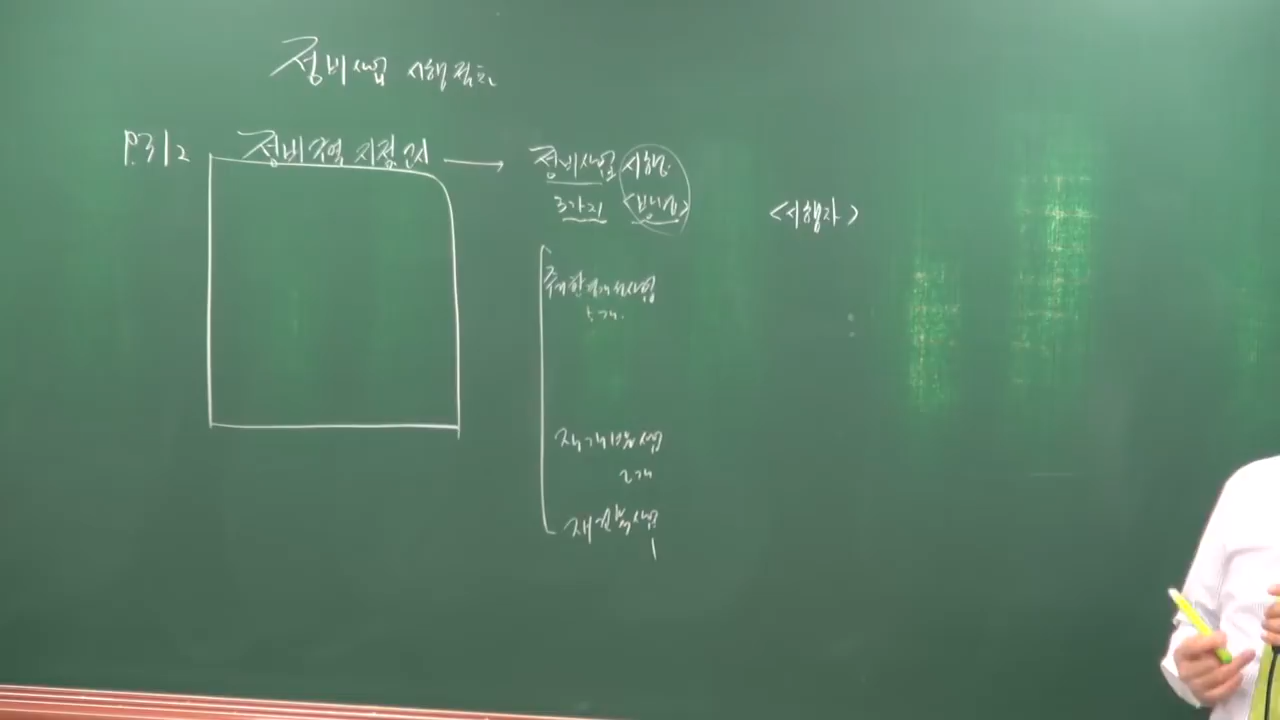 정비사업 시행절차
P.312 정비구역 지정고시 → 정비사업 시행
3가지 <방법>
<시행자>
주거환경개선사업
5개.
재개발사업
2개
재건축사업
1